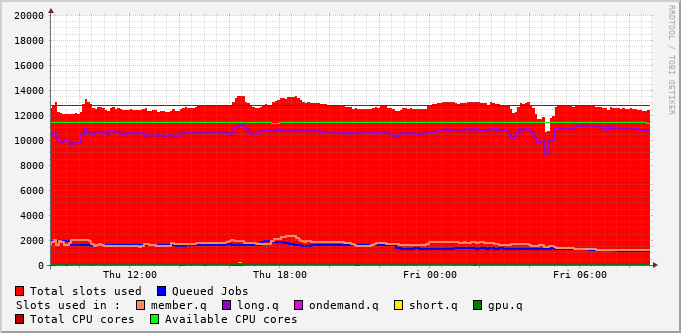 20000
18000
16000
14000
12000
10000
8000
6000
4000
2000
0
Thu 12:00 Thu 18:00 Fri 00:00 Fri 06:00
Total slots used Queued Jobs
Slots used in : member.q long.q ondemand.q short.q gpu.q
Total CPU cores Available CPU cores
RRDTOOL / TOBI OETIKER